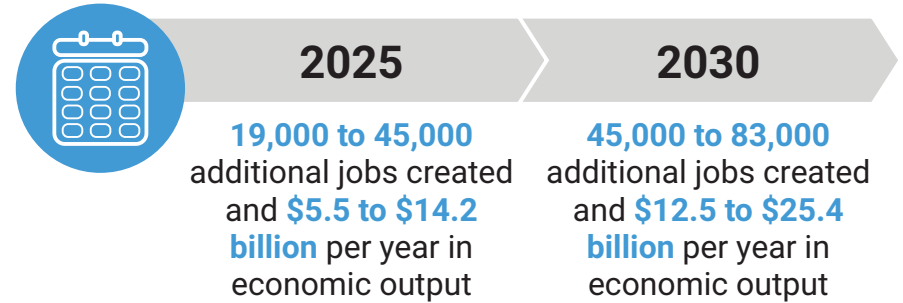 2025
19,000 to 45,000
additional jobs created
and $5.5 to $14.2
billion per year in
economic output
2030
45,000 to 83,000
additional jobs created
and $12.5 to $25.4
billion per year in
economic output